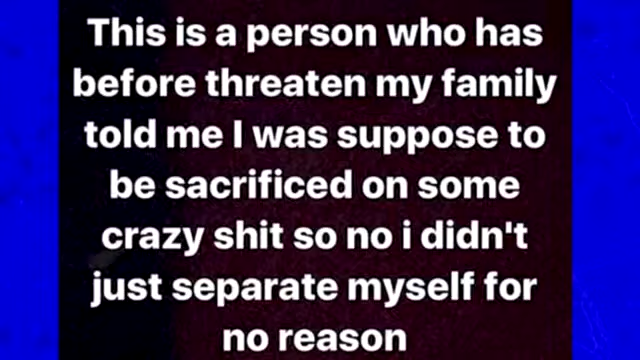 This is a person who has
before threaten my family
told me I was suppose to
be sacrificed on some
crazy shit so no i didn't
just separate myself for
no reason